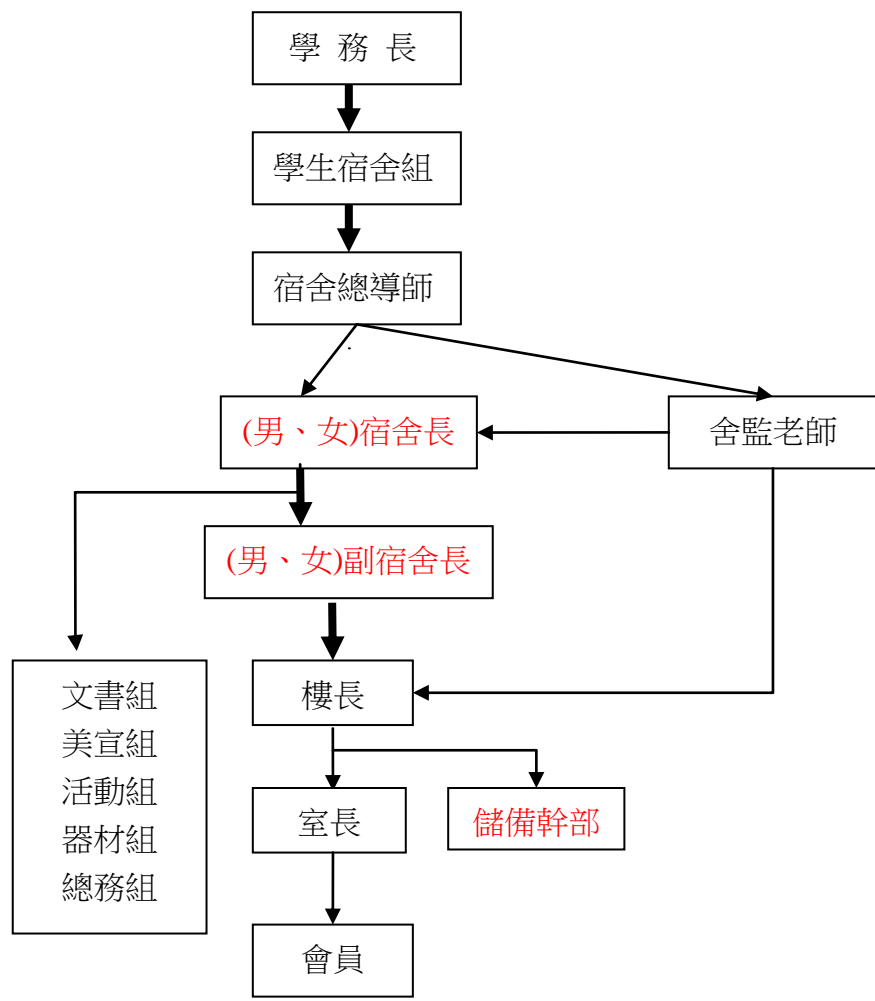 學 務 長
學生宿舍組
宿舍總導師
(男、女)宿舍長
舍監老師
(男、女)副宿舍長
文書組
美宣組
活動組
器材組
總務組
樓長
室長
儲備幹部
會員